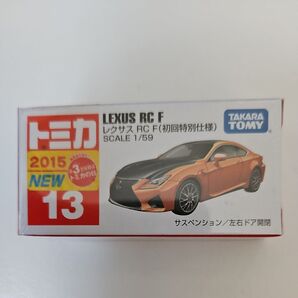 トミカ
2015
NEW
13
LEXUS RC F
レクサス RC F(初回特別仕様)
SCALE 1/59
TAKARA
TOMY
サスペンション／左右ドア開閉